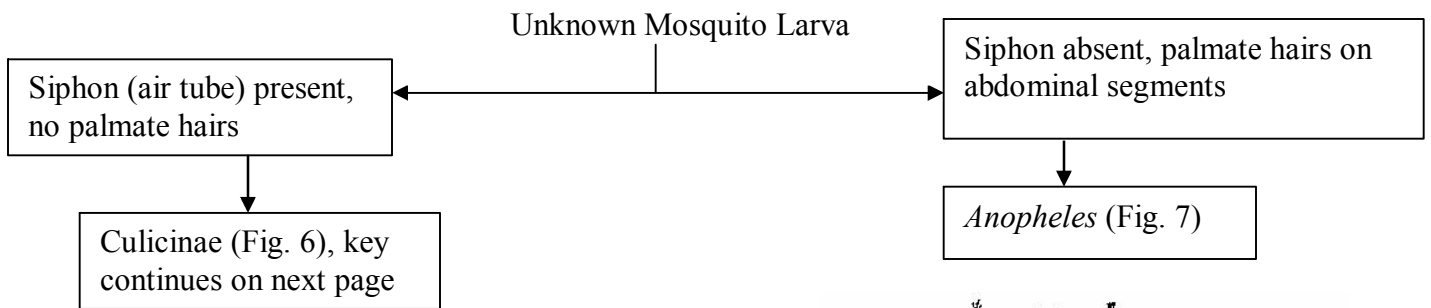 Unknown Mosquito Larva
Siphon (air tube) present,
no palmate hairs
Siphon absent, palmate hairs on
abdominal segments
Culicinae (Fig. 6), key
continues on next page
Anopheles (Fig. 7)